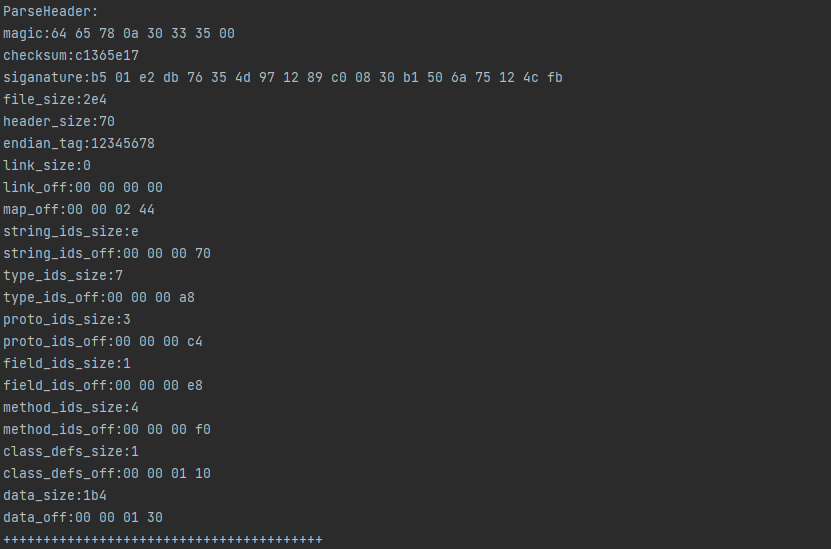 ParseHeader:
magic:64 65 78 0a 30 33 35 00
checksum:c1365e17
siganature:b5 01 e2 db 76 35 4d 97 12 89 c0 08 30 b1 50 6a 75 12 4c fb
file_size:2e4
header_size:70
endian_tag:12345678
link_size:0
link_off:00 00 00 00
map_off:00 00 02 44
string_ids_size:e
string_ids_off:00 00 00 70
type_ids_size:7
type_ids_off:00 00 00 a8
proto_ids_size:3
proto_ids_off:00 00 00 c4
field_ids_size:1
field_ids_off:00 00 00 e8
method_ids_size:4
method_ids_off:00 00 00 f0
class_defs_size:1
class_defs_off:00 00 01 10
data_size:1b4
data_off:00 00 01 30
++++++++++++++++++++++++++++++++++++++++